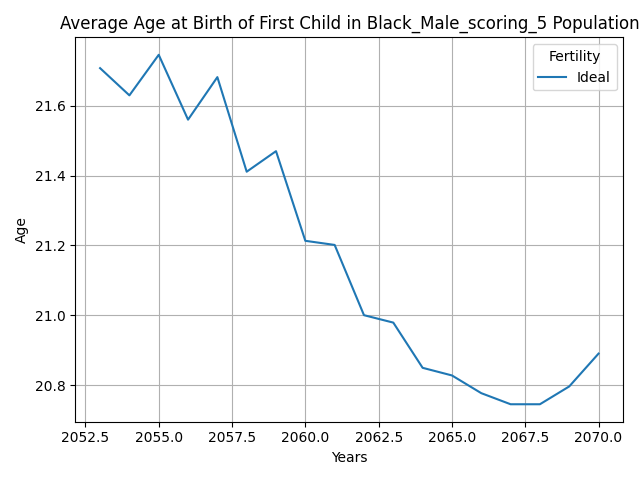 Average Age at Birth of First Child in Black_Male_scoring_5 Population
Fertility
Ideal
21.6
21.4
21.2
21.0
20.8
Age
2052.5 2055.0 2057.5 2060.0 2062.5 2065.0 2067.5 2070.0
Years